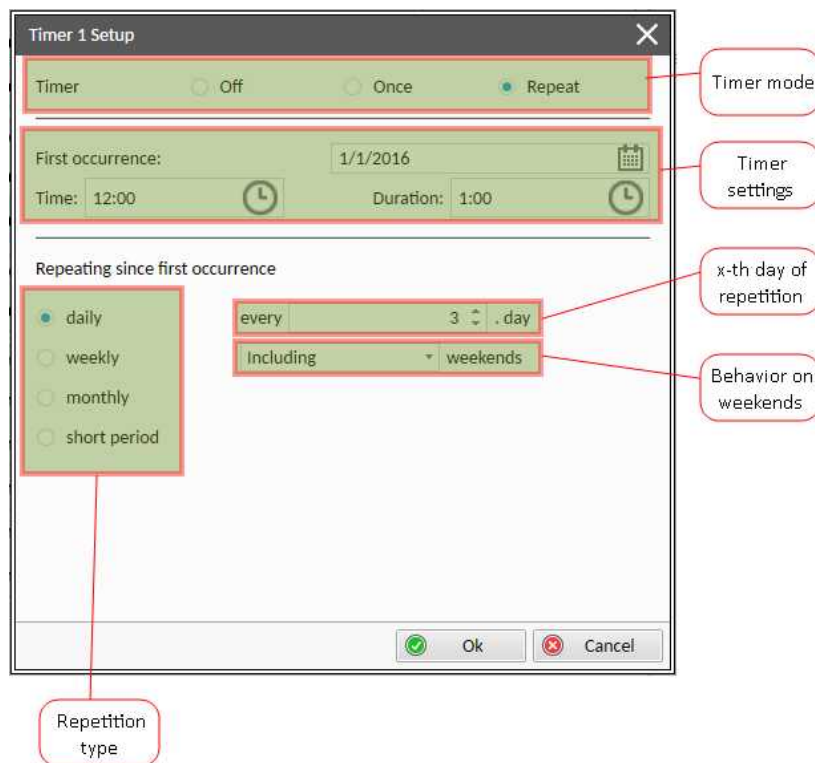 Timer 1 Setup
Timer Off Once Repeat
Timer mode
First occurrence: 1/1/2016
Time: 12:00 Duration: 1:00
Timer
settings
Repeating since first occurrence
daily every 3 . day
x-th day of
repetition
weekly Including weekends
monthly
short period
Behavior on
weekends
Ok Cancel
Repetition
type